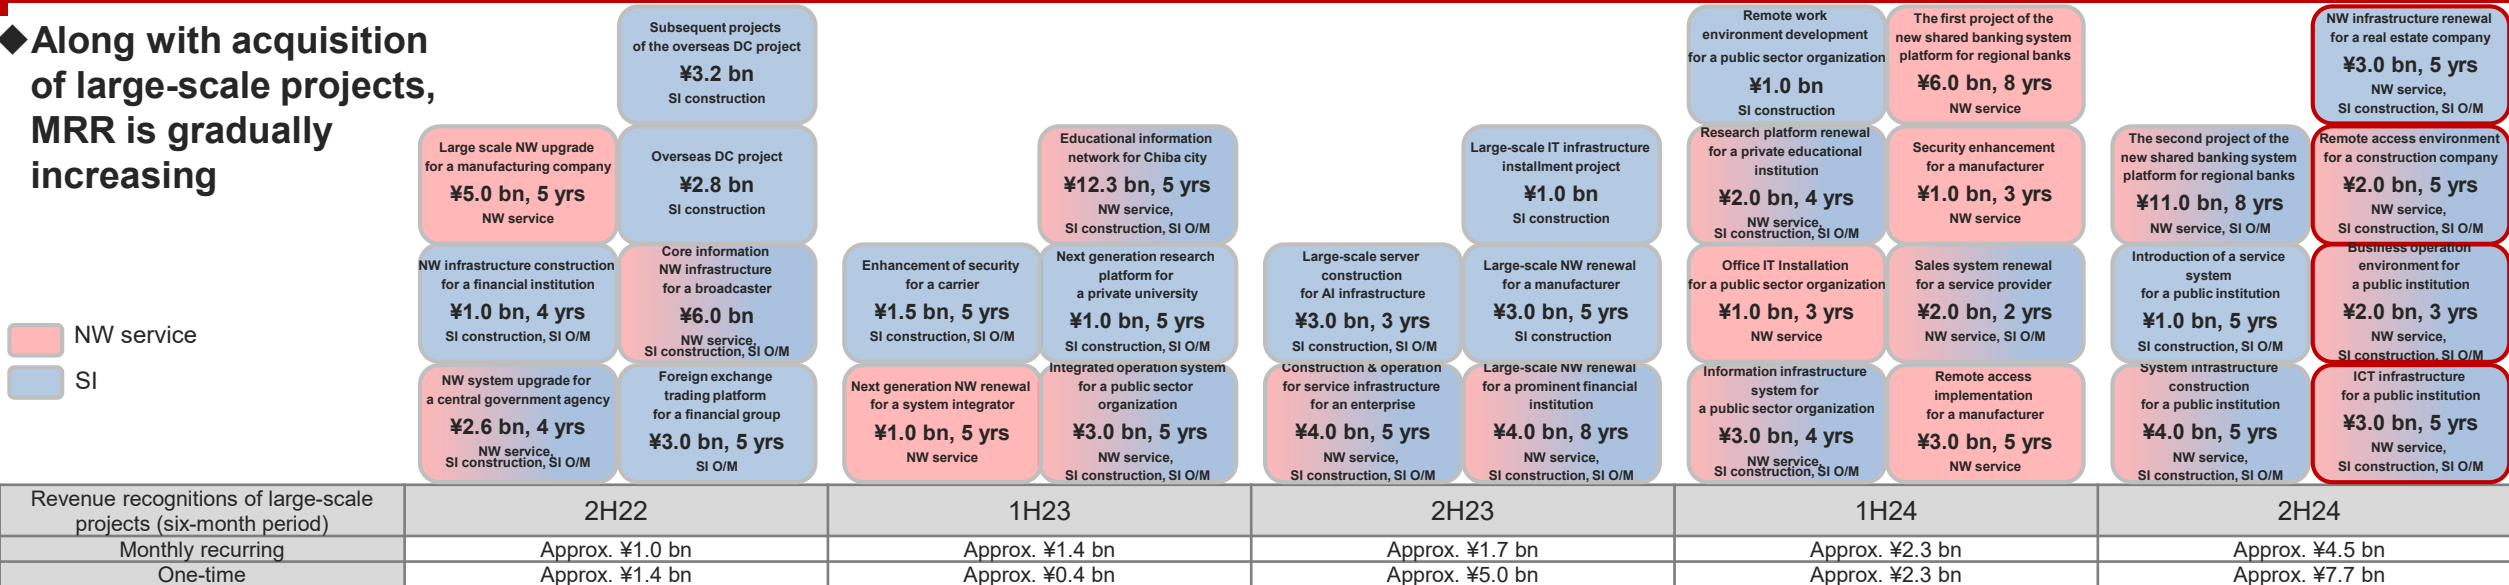 ◆Along with acquisition
of large-scale projects,
MRR is gradually
increasing
NW service
SI
Large scale NW upgrade
for a manufacturing company
¥5.0 bn, 5 yrs
NW service
NW infrastructure construction
for a financial institution
¥1.0 bn, 4 yrs
SI construction, SI O/M
NW system upgrade for
a central government agency
¥2.6 bn, 4 yrs
NW service,
SI construction, SI O/M
Subsequent projects
of the overseas DC project
¥3.2 bn
SI construction
Overseas DC project
¥2.8 bn
SI construction
Core information
NW infrastructure
for a broadcaster
¥6.0 bn
NW service,
SI construction, SI O/M
Foreign exchange
trading platform
for a financial group
¥3.0 bn, 5 yrs
SI O/M
Enhancement of security
for a carrier
¥1.5 bn, 5 yrs
SI construction, SI O/M
Next generation NW renewal
for a system integrator
¥1.0 bn, 5 yrs
NW service
Educational information
network for Chiba city
¥12.3 bn, 5 yrs
NW service,
SI construction, SI O/M
Next generation research
platform for
a private university
¥1.0 bn, 5 yrs
SI construction, SI O/M
Integrated operation system
for a public sector
organization
¥3.0 bn, 5 yrs
NW service,
SI construction, SI O/M
Large-scale server
construction
for AI infrastructure
¥3.0 bn, 3 yrs
SI construction, SI O/M
Construction & operation
for service infrastructure
for an enterprise
¥4.0 bn, 5 yrs
NW service,
SI construction, SI O/M
Large-scale IT infrastructure
installment project
¥1.0 bn
SI construction
Large-scale NW renewal
for a manufacturer
¥3.0 bn, 5 yrs
SI construction
Large-scale NW renewal
for a prominent financial
institution
¥4.0 bn, 8 yrs
NW service,
SI construction, SI O/M
Remote work
environment development
for a public sector organization
¥1.0 bn
SI construction
Research platform renewal
for a private educational
institution
¥2.0 bn, 4 yrs
NW service,
SI construction, SI O/M
Office IT Installation
for a public sector organization
¥1.0 bn, 3 yrs
NW service
Information infrastructure
system for
a public sector organization
¥3.0 bn, 4 yrs
NW service,
SI construction, SI O/M
The first project of the
new shared banking system
platform for regional banks
¥6.0 bn, 8 yrs
NW service
Security enhancement
for a manufacturer
¥1.0 bn, 3 yrs
NW service
Sales system renewal
for a service provider
¥2.0 bn, 2 yrs
NW service, SI O/M
Remote access
implementation
for a manufacturer
¥3.0 bn, 5 yrs
NW service
The second project of the
new shared banking system
platform for regional banks
¥11.0 bn, 8 yrs
NW service, SI O/M
Introduction of a service
system
for a public institution
¥1.0 bn, 5 yrs
SI construction, SI O/M
System infrastructure
construction
for a public institution
¥4.0 bn, 5 yrs
NW service,
SI construction, SI O/M
NW infrastructure renewal
for a real estate company
¥3.0 bn, 5 yrs
NW service,
SI construction, SI O/M
Remote access environment
for a construction company
¥2.0 bn, 5 yrs
NW service,
SI construction, SI O/M
Business operation
environment for
a public institution
¥2.0 bn, 3 yrs
NW service,
SI construction, SI O/M
ICT infrastructure
for a public institution
¥3.0 bn, 5 yrs
NW service,
SI construction, SI O/M
Revenue recognitions of large-scale
projects (six-month period)
2H22
1H23
2H23
1H24
2H24
Monthly recurring
Approx. ¥1.0 bn
Approx. ¥1.4 bn
Approx. ¥1.7 bn
Approx. ¥2.3 bn
Approx. ¥4.5 bn
One-time
Approx. ¥1.4 bn
Approx. ¥0.4 bn
Approx. ¥5.0 bn
Approx. ¥2.3 bn
Approx. ¥7.7 bn